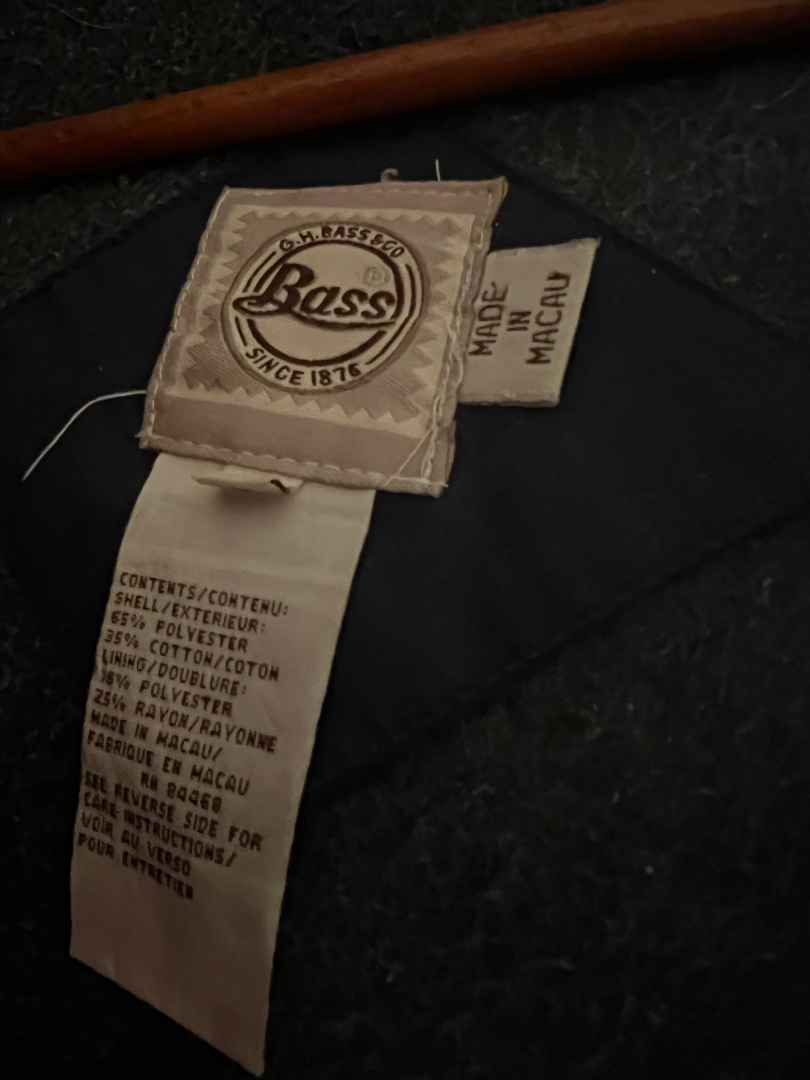 G.H.BASS&CO
Bass®
SINCE 1876
MADE
IN
MACAU
CONTENTS/CONTENU:
SHELL/EXTERIEUR:
65% POLYESTER
35% COTTON/COTON
LINING/DOUBLURE:
POLYESTER
25% RAYON/RAYONNE
MADE IN MACAU/
FABRIQUE EN MACAU
RN 84468
SEE REVERSE SIDE FOR
CARE INSTRUCTIONS/
VOIR AU VERSO
POUR ENTRETIEN